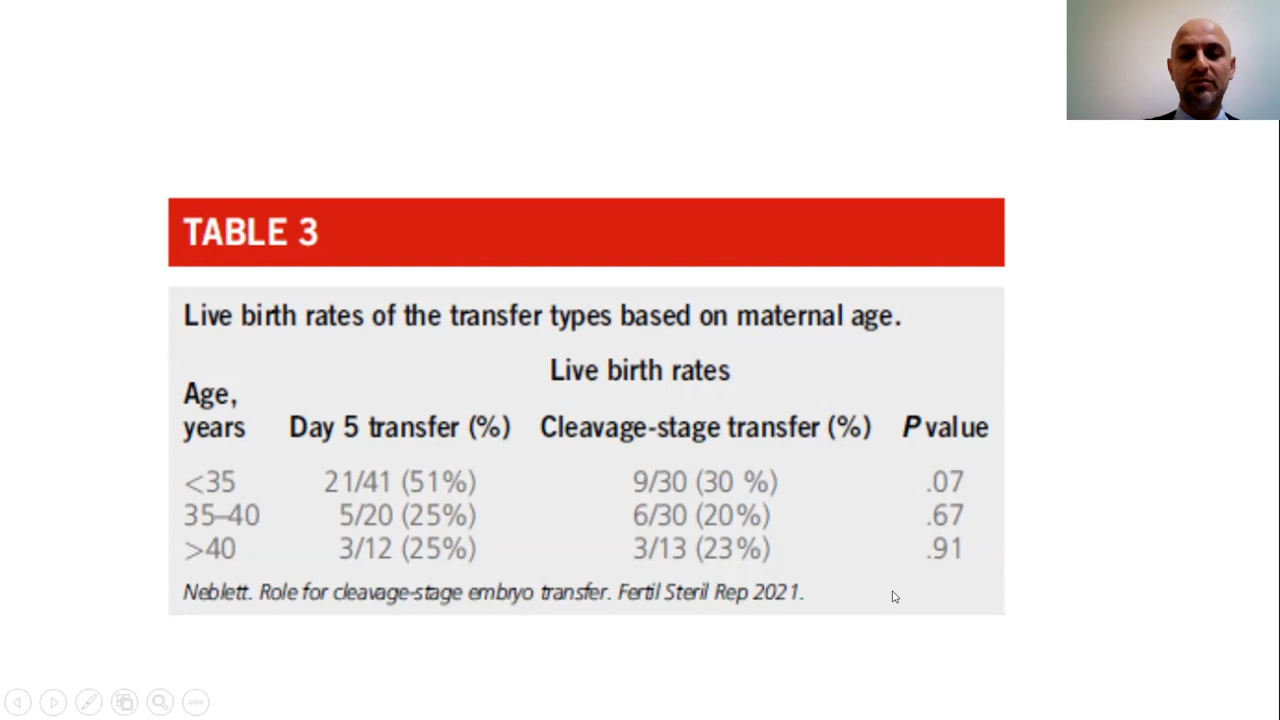 TABLE 3
Live birth rates of the transfer types based on maternal age.
Live birth rates
Age, years Day 5 transfer (%) Cleavage-stage transfer (%) P value
<35 21/41 (51%) 9/30 (30 %) .07
35–40 5/20 (25%) 6/30 (20%) .67
>40 3/12 (25%) 3/13 (23%) .91
Neblett. Role for cleavage-stage embryo transfer. Fertil Steril Rep 2021.